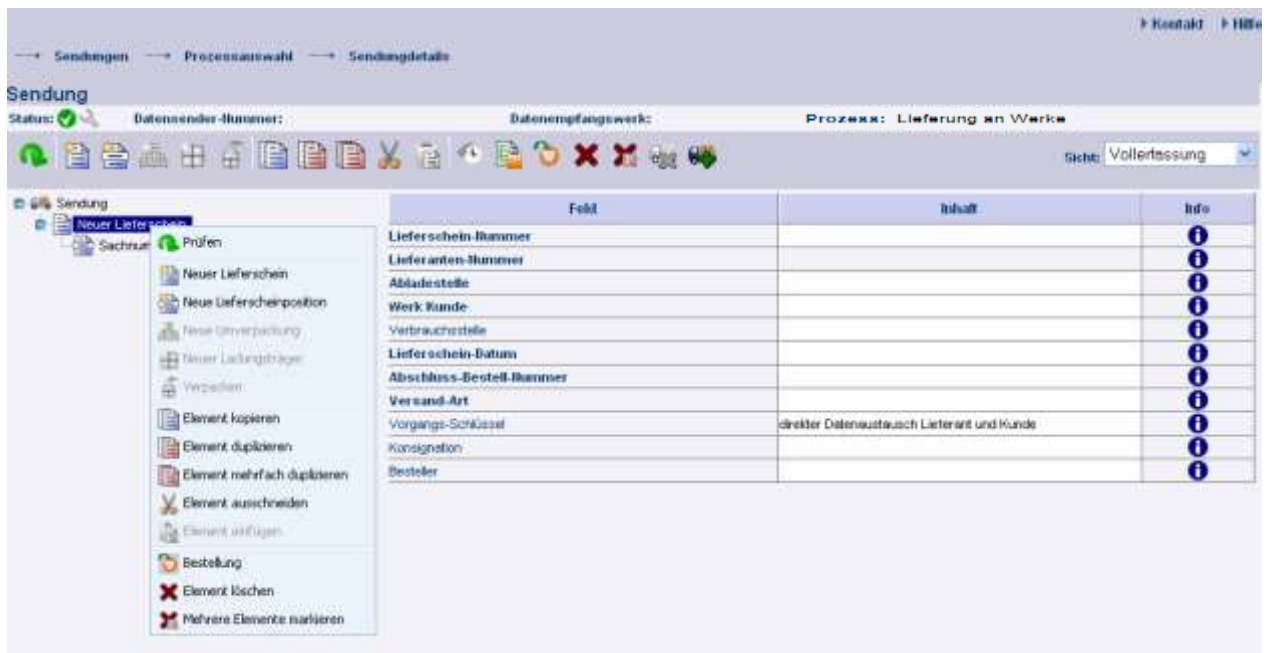 Kontakt Hilfe
Sendungen Prozessauswahl Sendungdetails
Sendung
Status: Datensender-Nummer: Datenempfangswerk: Prozess: Lieferung an Werke
Sicht: Vollerfassung
Sendung
Neuer Lieferschein
Sachnum
Prüfen
Neuer Lieferschein
Neue Lieferscheinposition
Neue Umverpackung
Neuer Ladungsträger
Verpacken
Element kopieren
Element duplizieren
Element mehrfach duplizieren
Element ausschneiden
Element einfügen
Bestellung
Element löschen
Mehrere Elemente markieren
Feld Inhalt Info
Lieferschein-Nummer
Lieferanten-Nummer
Abladestelle
Werk Kunde
Verbrauchsstelle
Lieferschein-Datum
Abschluss-Bestell-Nummer
Versand-Art
Vorgangs-Schlüssel direkter Datenaustausch Lieferant und Kunde
Konsignation
Besteller